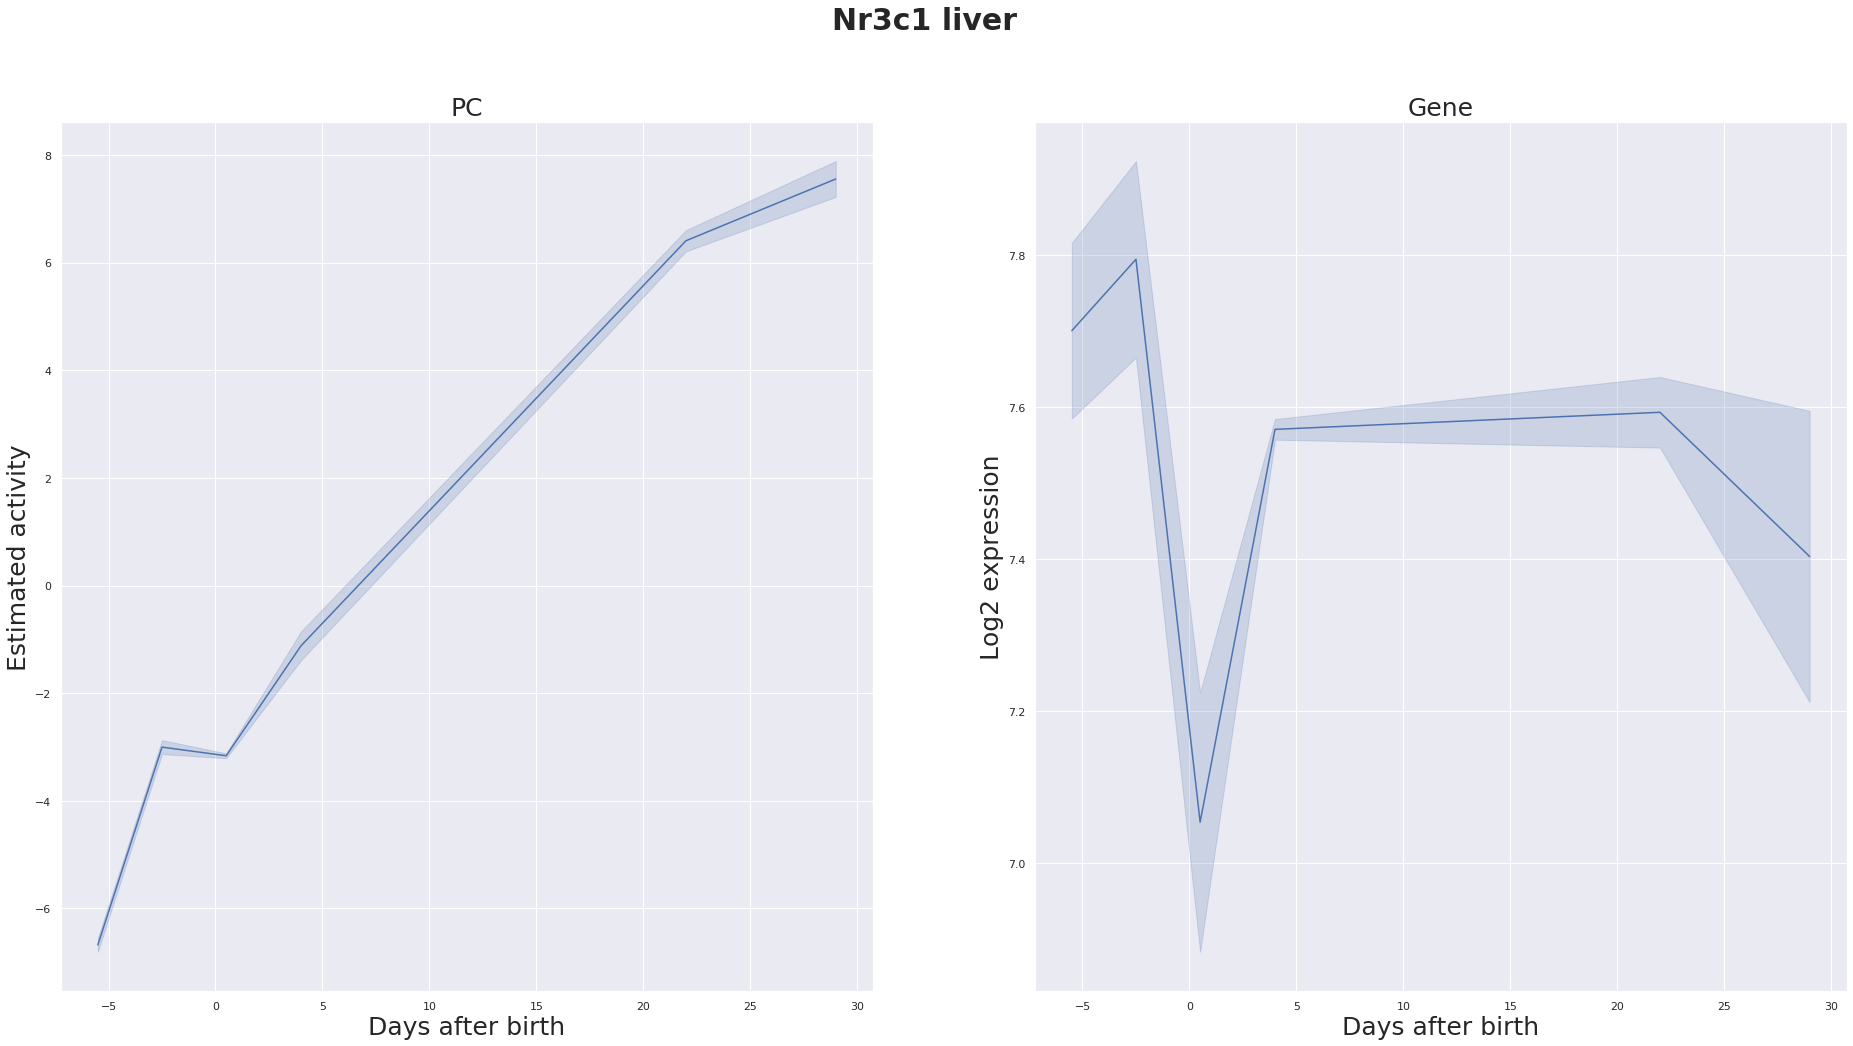 Nr3c1 liver
PC
Estimated activity
8
6
4
2
0
−2
−4
−6
−5 0 5 10 15 20 25 30
Days after birth
Gene
Log2 expression
7.8
7.6
7.4
7.2
7.0
−5 0 5 10 15 20 25 30
Days after birth